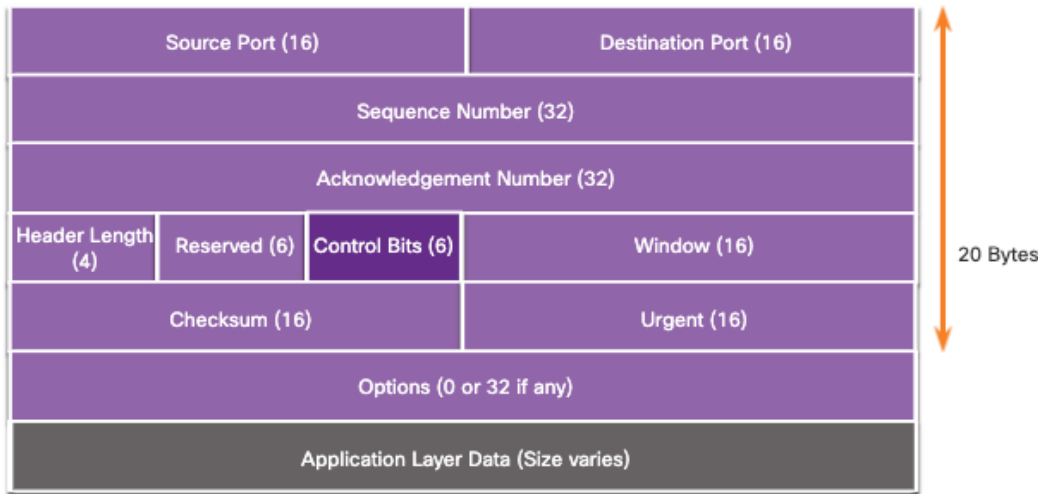 Source Port (16)
Destination Port (16)
Sequence Number (32)
Acknowledgement Number (32)
Header Length
(4)
Reserved (6)
Control Bits (6)
Window (16)
20 Bytes
Checksum (16)
Urgent (16)
Options (0 or 32 if any)
Application Layer Data (Size varies)